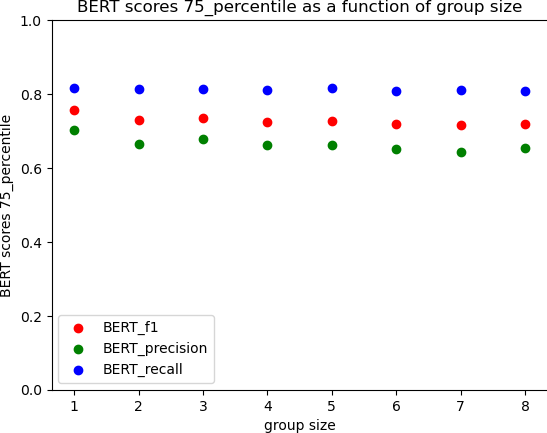 BERT scores 75_percentile as a function of group size
1.0
0.8
0.6
0.4
0.2
0.0
BERT scores 75_percentile
BERT_f1
BERT_precision
BERT_recall
1 2 3 4 5 6 7 8
group size